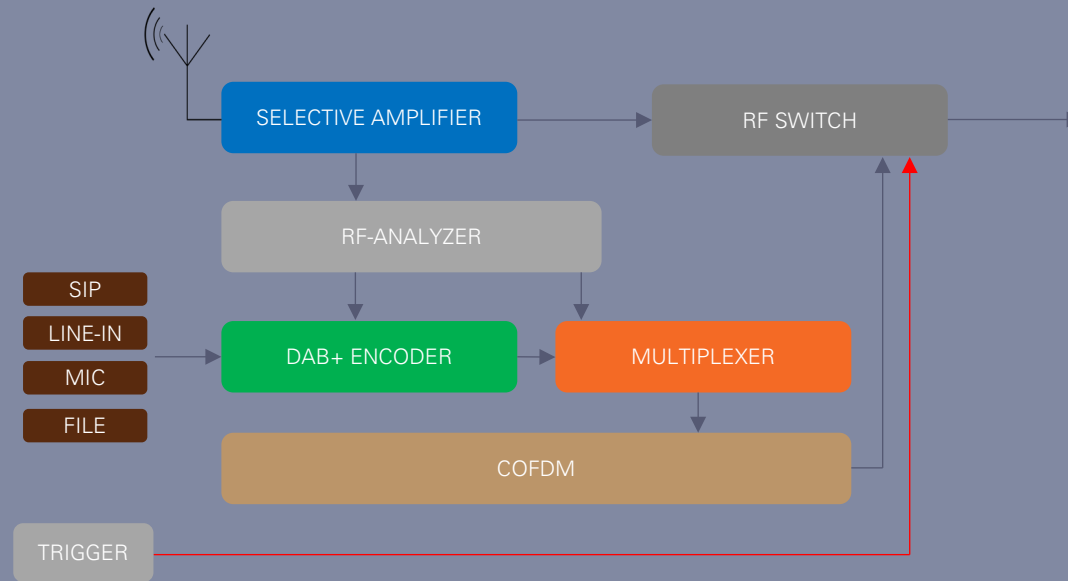 SELECTIVE AMPLIFIER
RF SWITCH
RF-ANALYZER
SIP
LINE-IN
MIC
FILE
DAB+ ENCODER
MULTIPLEXER
COFDM
TRIGGER